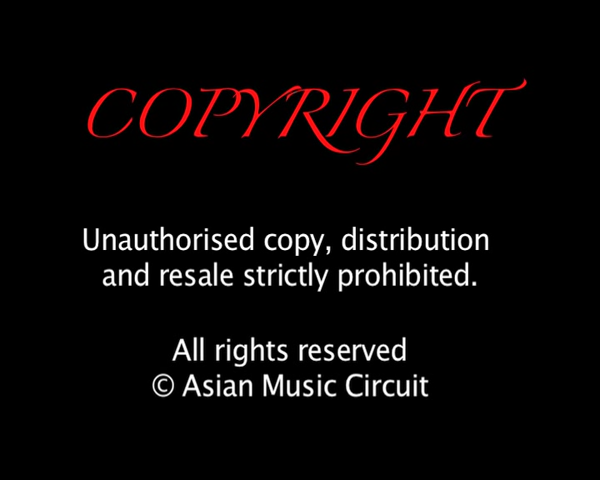 COPYRIGHT
Unauthorised copy, distribution
and resale strictly prohibited.
All rights reserved
© Asian Music Circuit